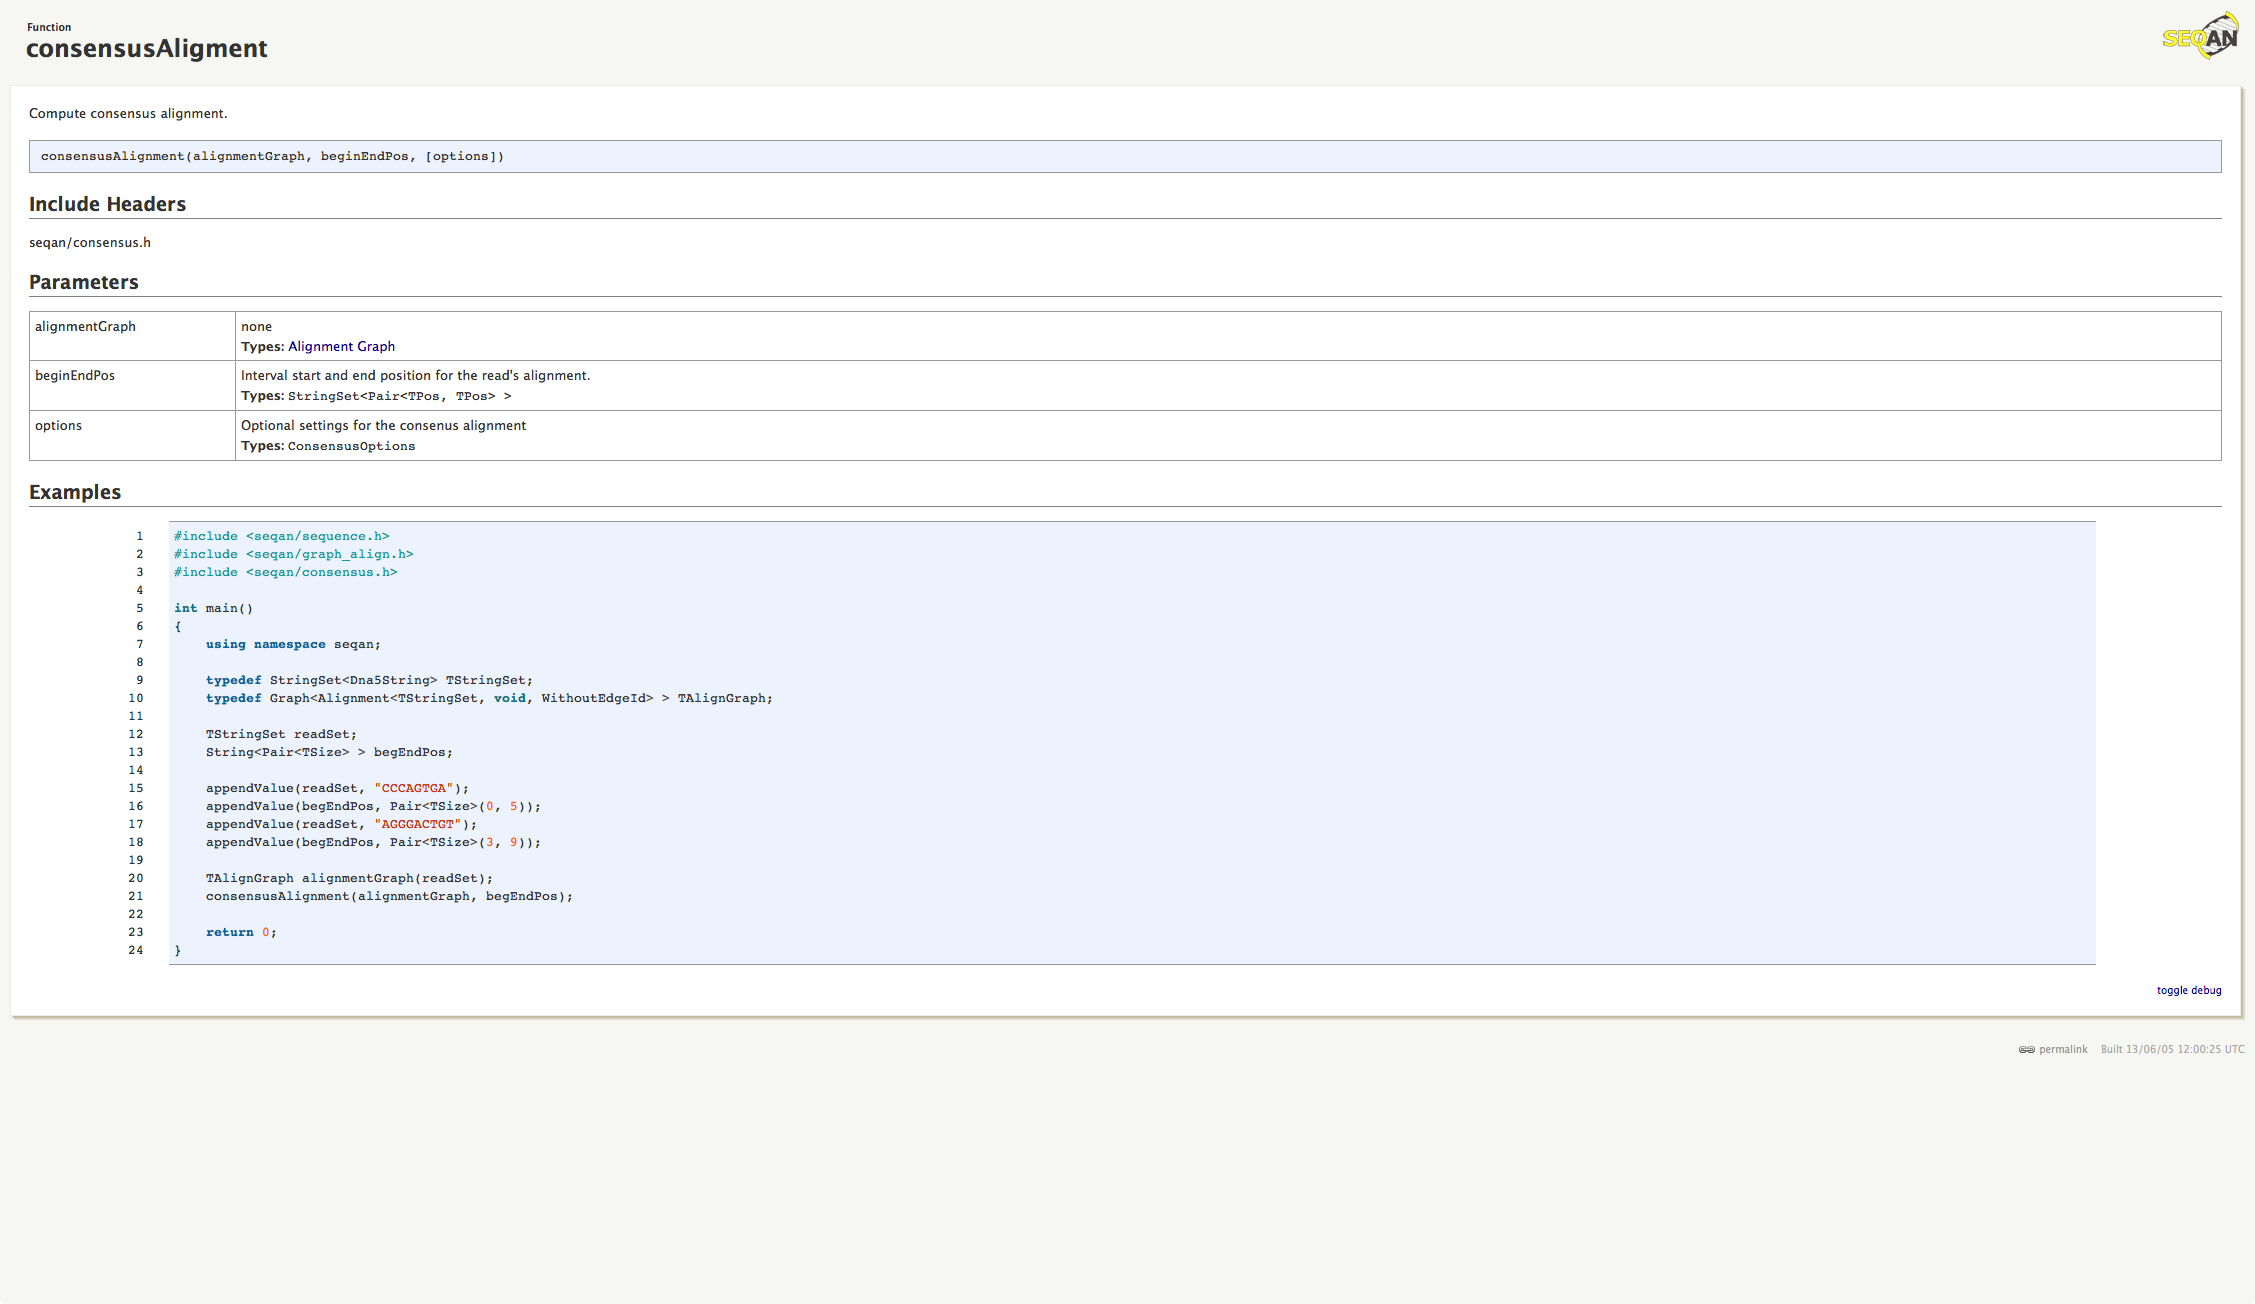 Function
consensusAligment
SEQAN
Compute consensus alignment.
consensusAlignment(alignmentGraph, beginEndPos, [options])
Include Headers
seqan/consensus.h
Parameters
alignmentGraph
none
Types: Alignment Graph
beginEndPos
Interval start and end position for the read's alignment.
Types: StringSet<Pair<TPos, TPos> >
options
Optional settings for the consenus alignment
Types: ConsensusOptions
Examples
1 #include <seqan/sequence.h>
2 #include <seqan/graph_align.h>
3 #include <seqan/consensus.h>
4
5 int main()
6 {
7     using namespace seqan;
8
9     typedef StringSet<Dna5String> TStringSet;
10     typedef Graph<Alignment<TStringSet, void, WithoutEdgeId> > TAlignGraph;
11
12     TStringSet readSet;
13     String<Pair<TSize> > begEndPos;
14
15     appendValue(readSet, "CCCAGTGA");
16     appendValue(begEndPos, Pair<TSize>(0, 5));
17     appendValue(readSet, "AGGGACTGT");
18     appendValue(begEndPos, Pair<TSize>(3, 9));
19
20     TAlignGraph alignmentGraph(readSet);
21     consensusAlignment(alignmentGraph, begEndPos);
22
23     return 0;
24 }
toggle debug
permalink Built 13/06/05 12:00:25 UTC